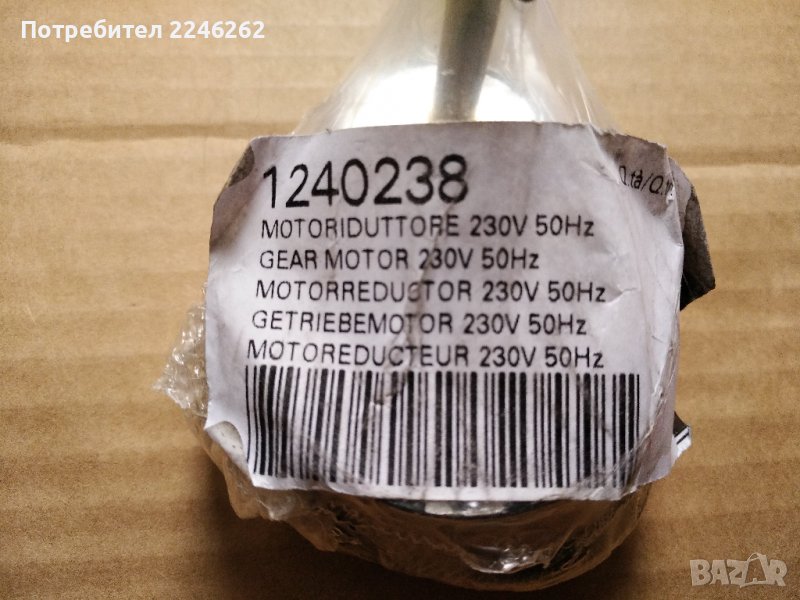 Потребител 2246262
1240238
MOTORIDUTTORE 230V 50Hz
GEAR MOTOR 230V 50Hz
MOTORREDUCTOR 230V 50Hz
GETRIEBEMOTOR 230V 50Hz
MOTOREDUCTEUR 230V 50Hz
BAZAR